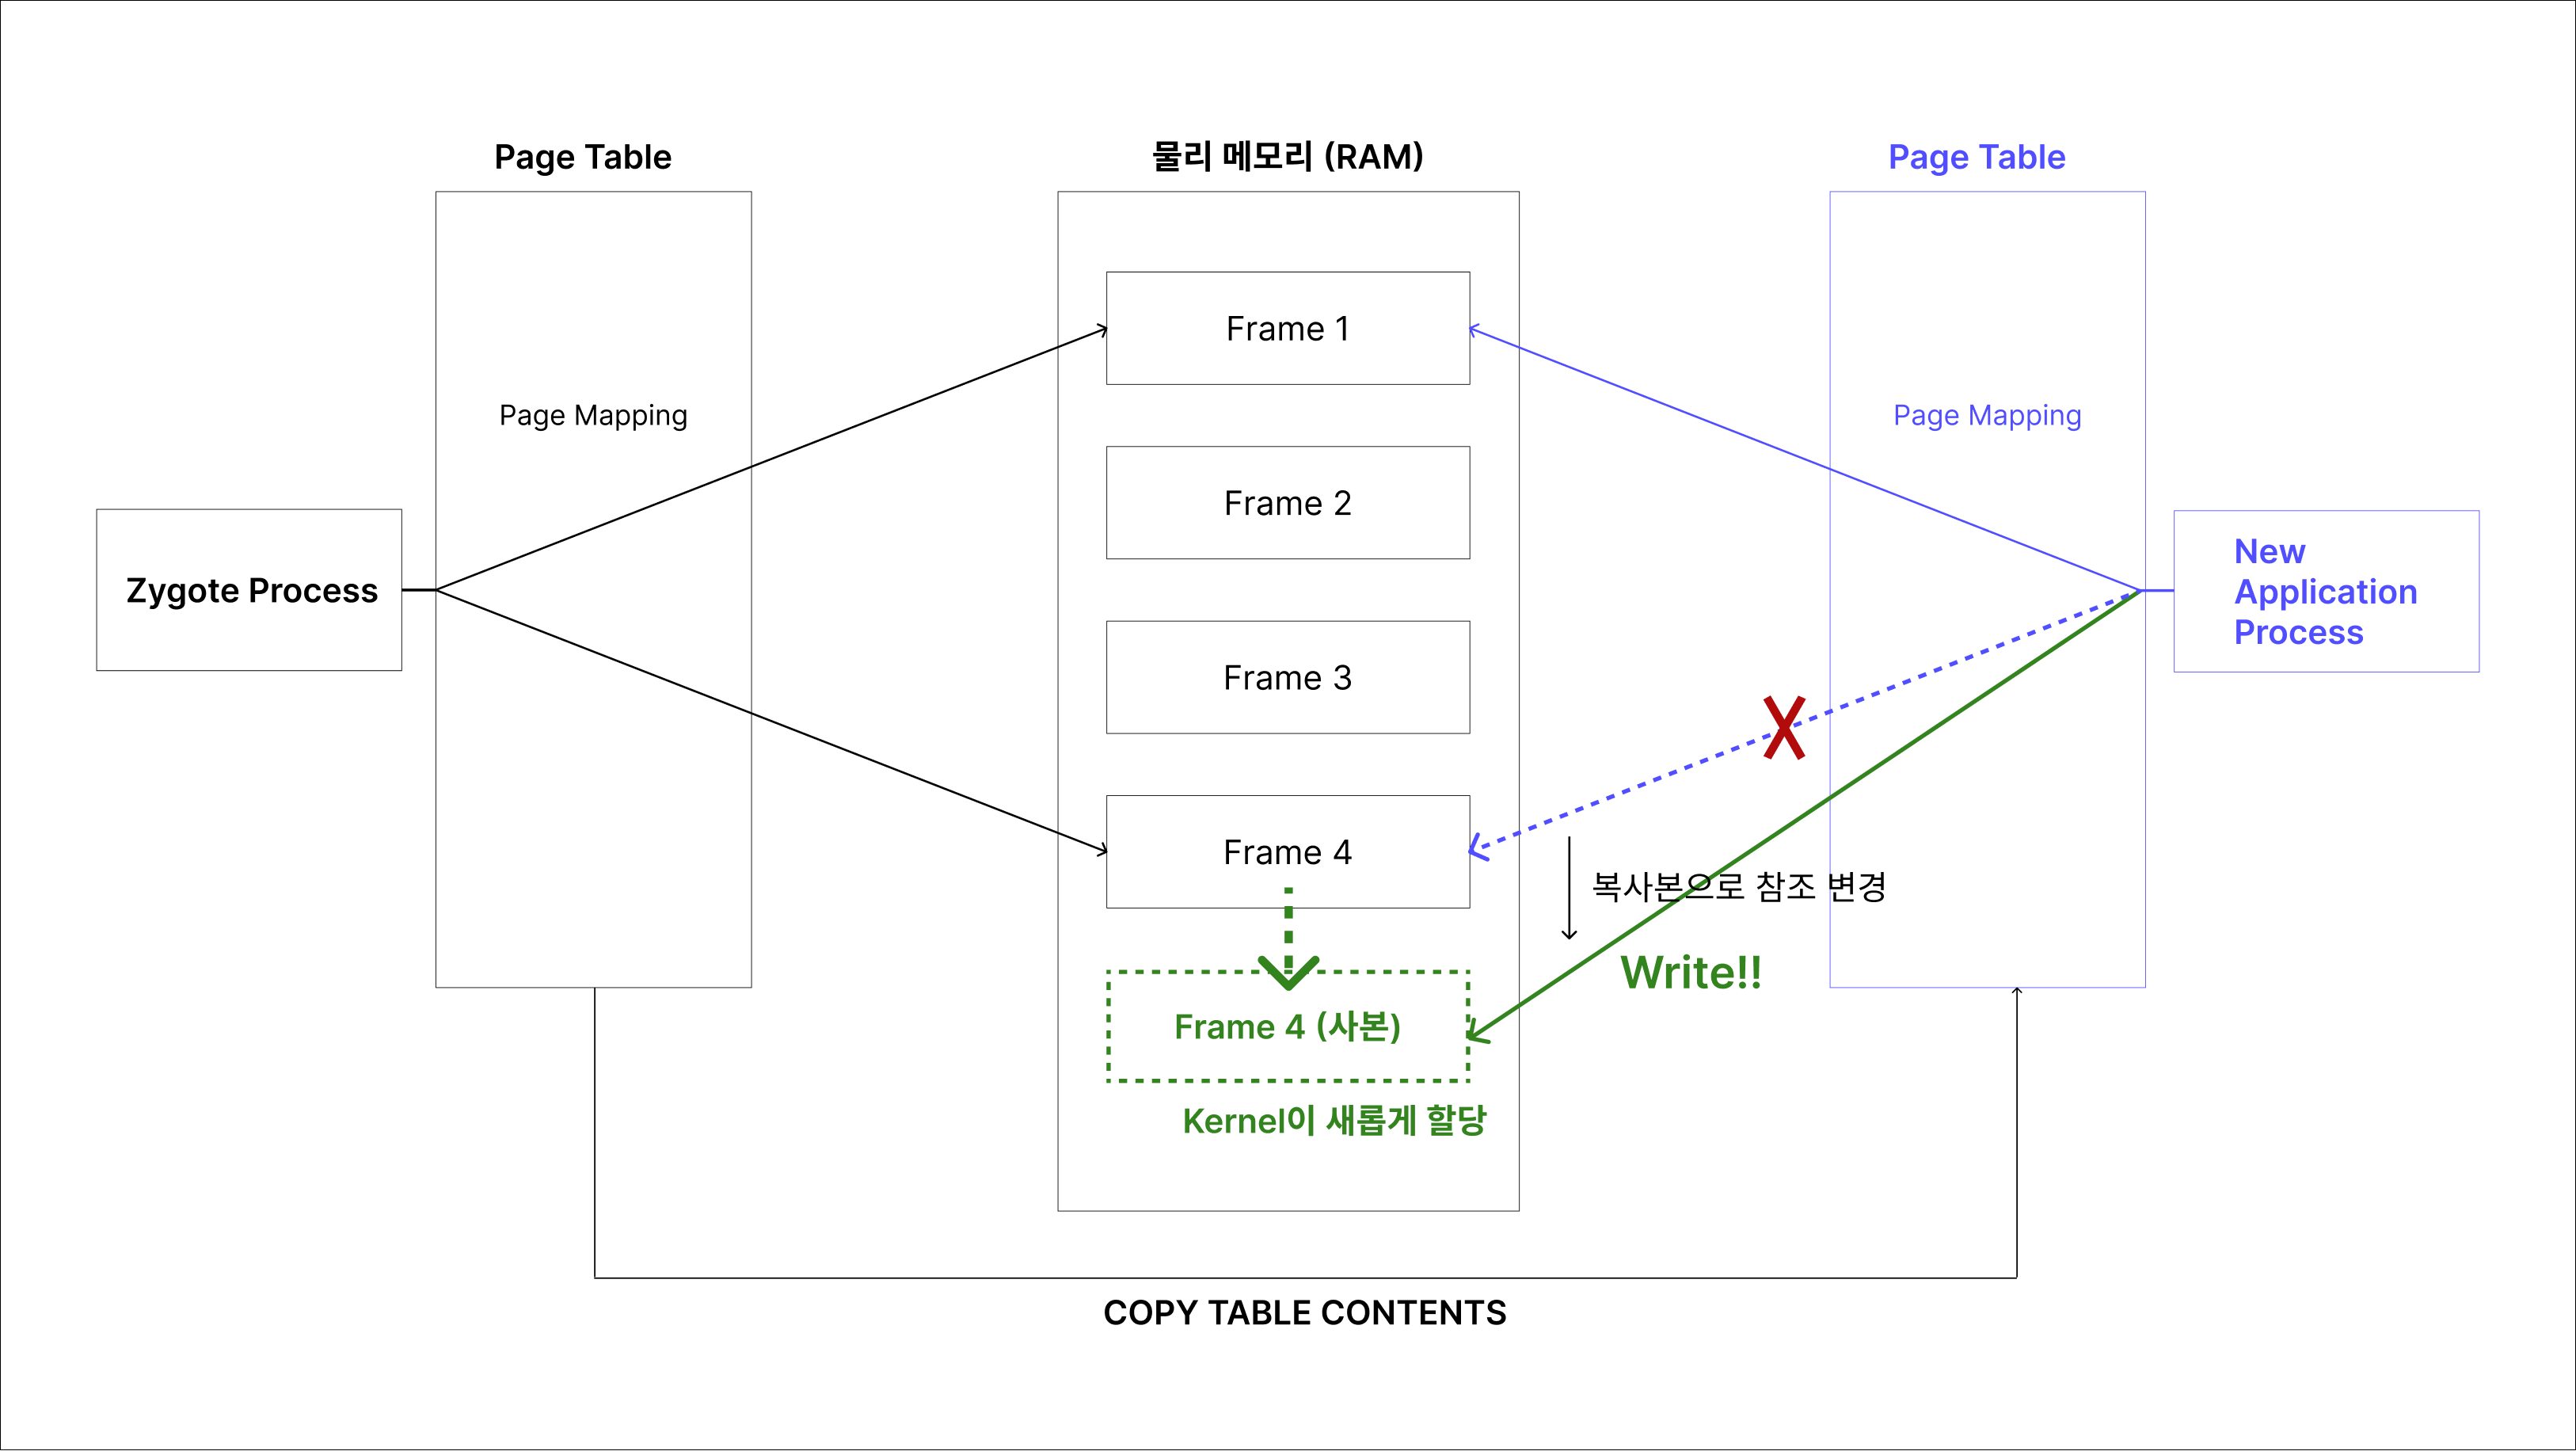 Page Table
물리 메모리 (RAM)
Page Table
Frame 1
Page Mapping
Page Mapping
Frame 2
Zygote Process
New
Application
Process
Frame 3
X
Frame 4
복사본으로 참조 변경
Write!!
Frame 4 (사본)
Kernel이 새롭게 할당
COPY TABLE CONTENTS